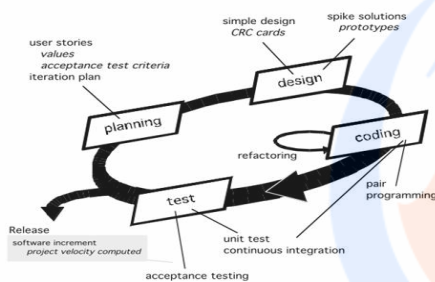 simple design
CRC cards
spike solutions
prototypes
user stories
values
acceptance test criteria
iteration plan
design
planning
coding
refactoring
test
pair
programming
Release
software increment
project velocity computed
unit test
continuous integration
acceptance testing